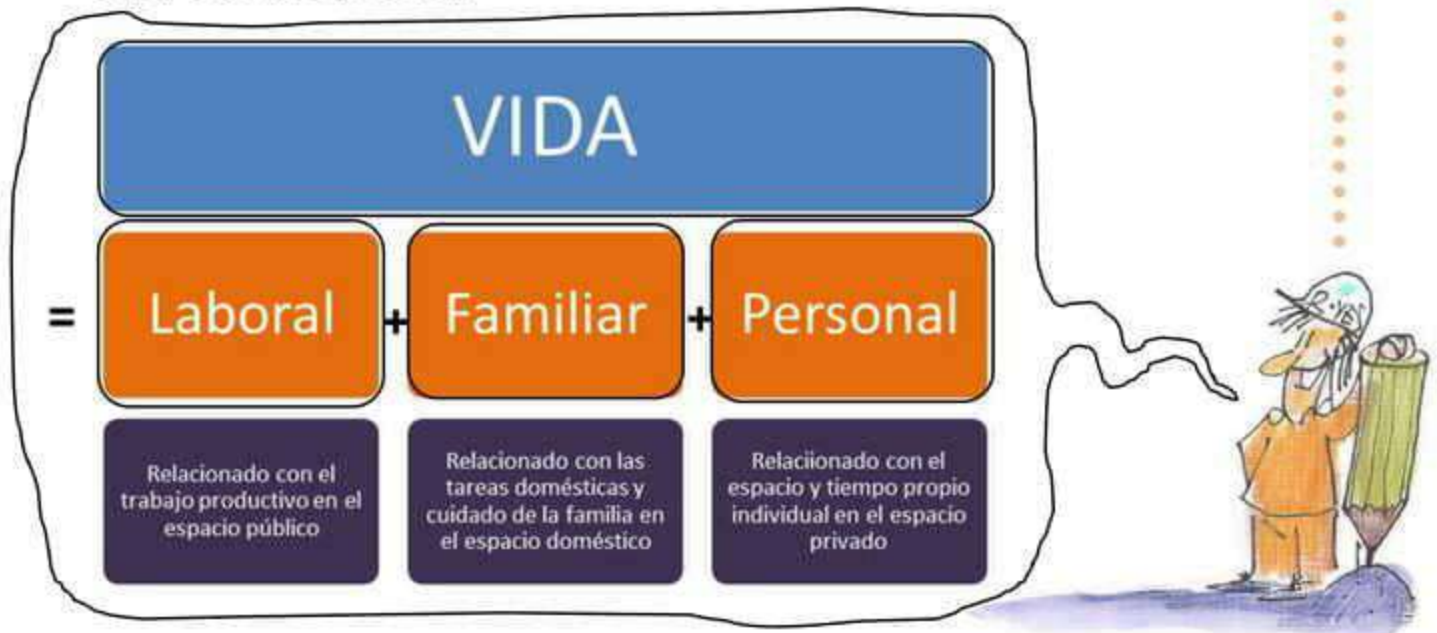 VIDA
= Laboral + Familiar + Personal
Relacionado con el
trabajo productivo en el
espacio público
Relacionado con las
tareas domésticas y
cuidado de la familia en
el espacio doméstico
Relaciionado con el
espacio y tiempo propio
individual en el espacio
privado